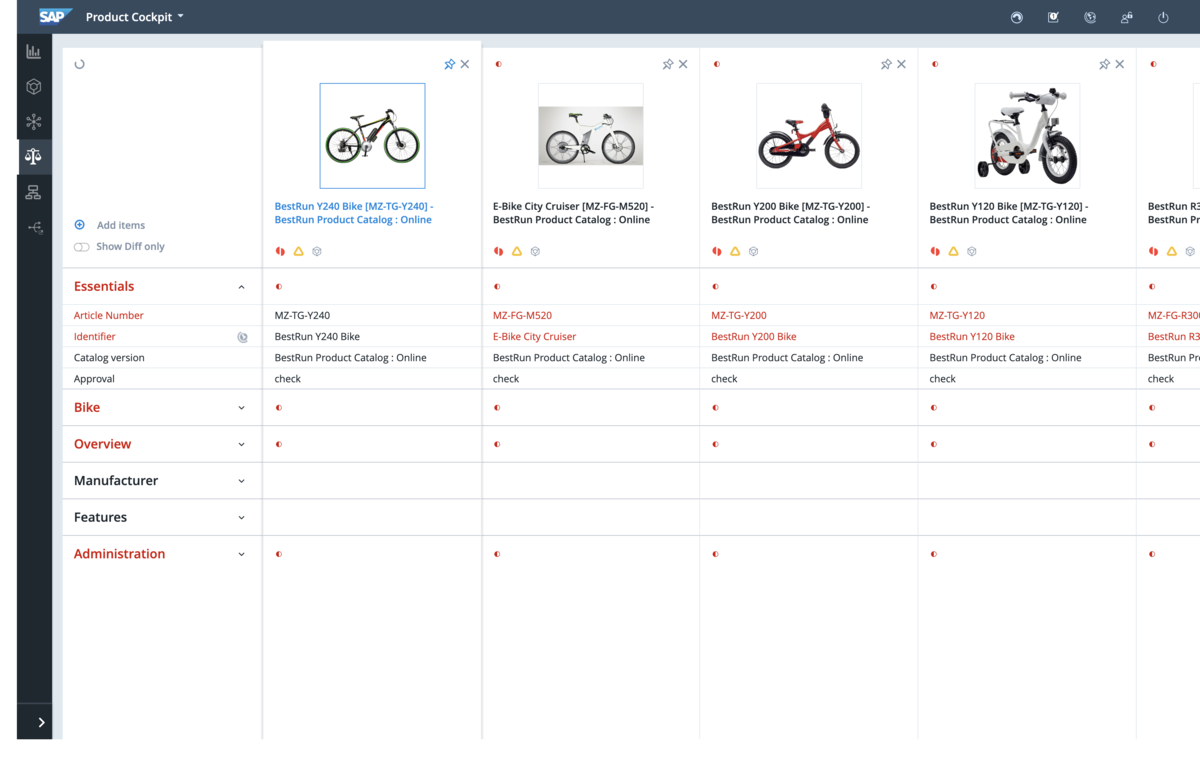 SAP Product Cockpit
BestRun Y240 Bike [MZ-TG-Y240] -
BestRun Product Catalog : Online
E-Bike City Cruiser [MZ-FG-M520] -
BestRun Product Catalog : Online
BestRun Y200 Bike [MZ-TG-Y200] -
BestRun Product Catalog : Online
BestRun Y120 Bike [MZ-TG-Y120] -
BestRun Product Catalog : Online
BestRun R3
BestRun Pr
Add items
Show Diff only
Essentials
Article Number MZ-TG-Y240 MZ-FG-M520 MZ-TG-Y200 MZ-TG-Y120 MZ-FG-R300
Identifier BestRun Y240 Bike E-Bike City Cruiser BestRun Y200 Bike BestRun Y120 Bike BestRun R3
Catalog version BestRun Product Catalog : Online BestRun Product Catalog : Online BestRun Product Catalog : Online BestRun Product Catalog : Online BestRun Pr
Approval check check check check check
Bike
Overview
Manufacturer
Features
Administration